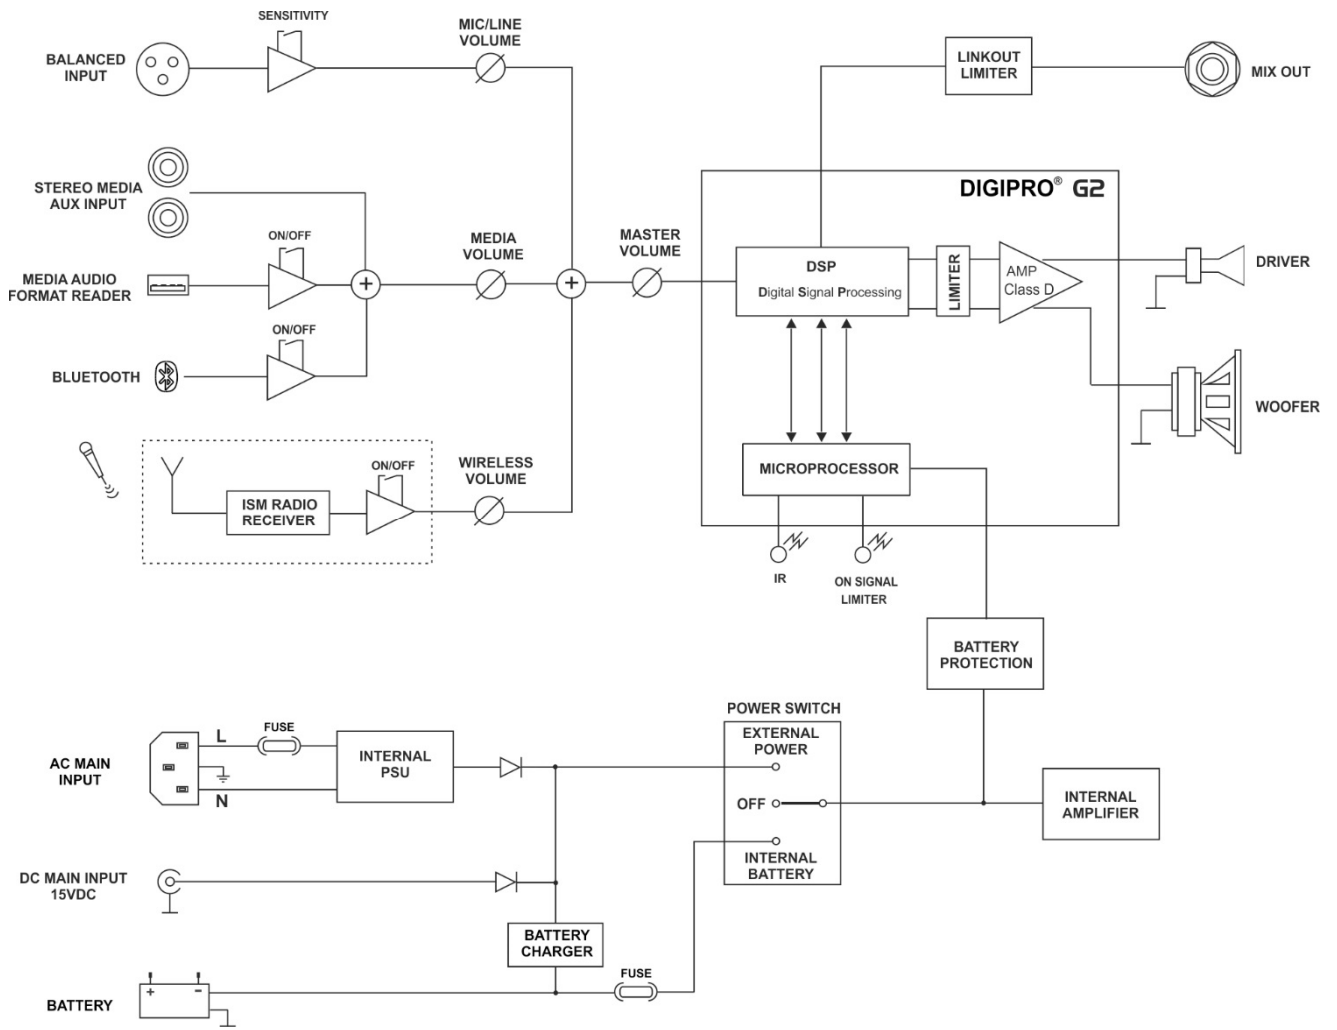 SENSITIVITY
BALANCED
INPUT
MIC/LINE
VOLUME
LINKOUT
LIMITER
MIX OUT
STEREO MEDIA
AUX INPUT
DIGIPRO® G2
ON/OFF
MEDIA AUDIO
FORMAT READER
MEDIA
VOLUME
MASTER
VOLUME
DSP
Digital Signal Processing
LIMITER
AMP
Class D
DRIVER
ON/OFF
BLUETOOTH
WOOFER
ON/OFF
ISM RADIO
RECEIVER
WIRELESS
VOLUME
MICROPROCESSOR
IR
ON SIGNAL
LIMITER
BATTERY
PROTECTION
POWER SWITCH
EXTERNAL
POWER
OFF
INTERNAL
BATTERY
INTERNAL
AMPLIFIER
AC MAIN
INPUT
L
FUSE
N
INTERNAL
PSU
DC MAIN INPUT
15VDC
BATTERY
CHARGER
FUSE
BATTERY